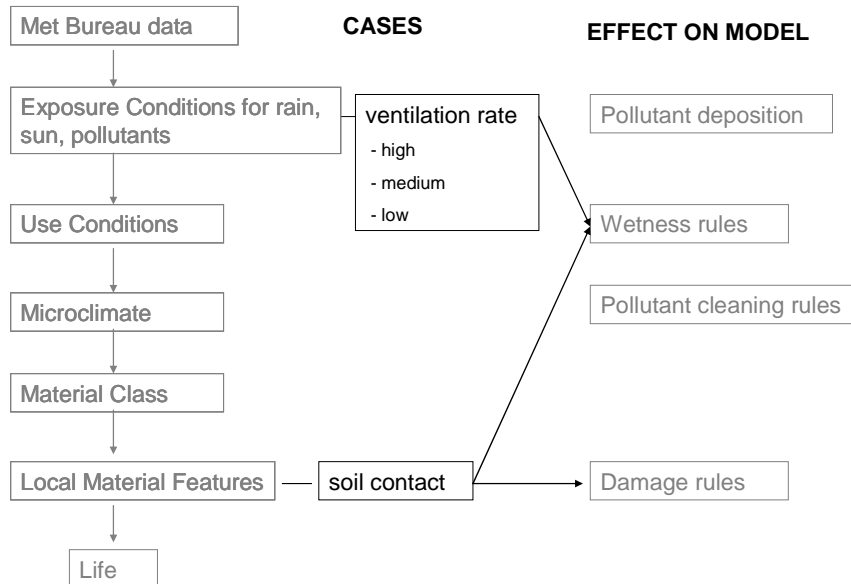 Met Bureau data
CASES
EFFECT ON MODEL
Exposure Conditions for rain,
sun, pollutants
ventilation rate
- high
- medium
- low
Pollutant deposition
Use Conditions
Wetness rules
Microclimate
Pollutant cleaning rules
Material Class
Local Material Features
soil contact
Damage rules
Life